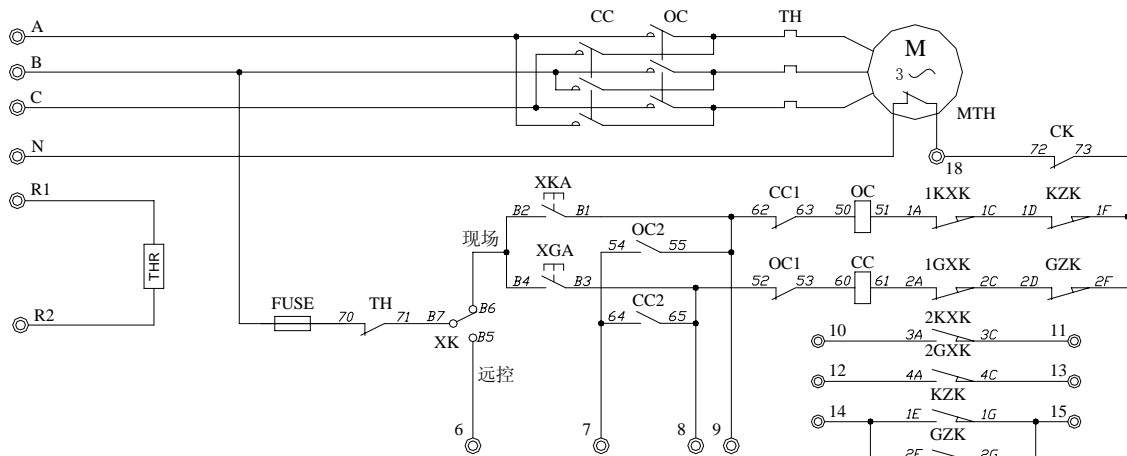 CC OC TH
A
M
B
3
C
MTH
CK
N
72 73
18
R1
XKA
CC1 OC 1KXK KZK
B2 B1 62 63 50 51 1A 1C 1D 1F
现场 OC2
54 55
THR
XGA
OC1 CC 1GXK GZK
B4 B3 52 53 60 61 2A 2C 2D 2F
FUSE TH B6 CC2
R2 70 71 B7 64 65
2KXK
XK B5 10 3A 3C 11
2GXK
远控 12 4A 4C 13
KZK
6 7 8 9 14 1E 1G 15
GZK
2E 2G